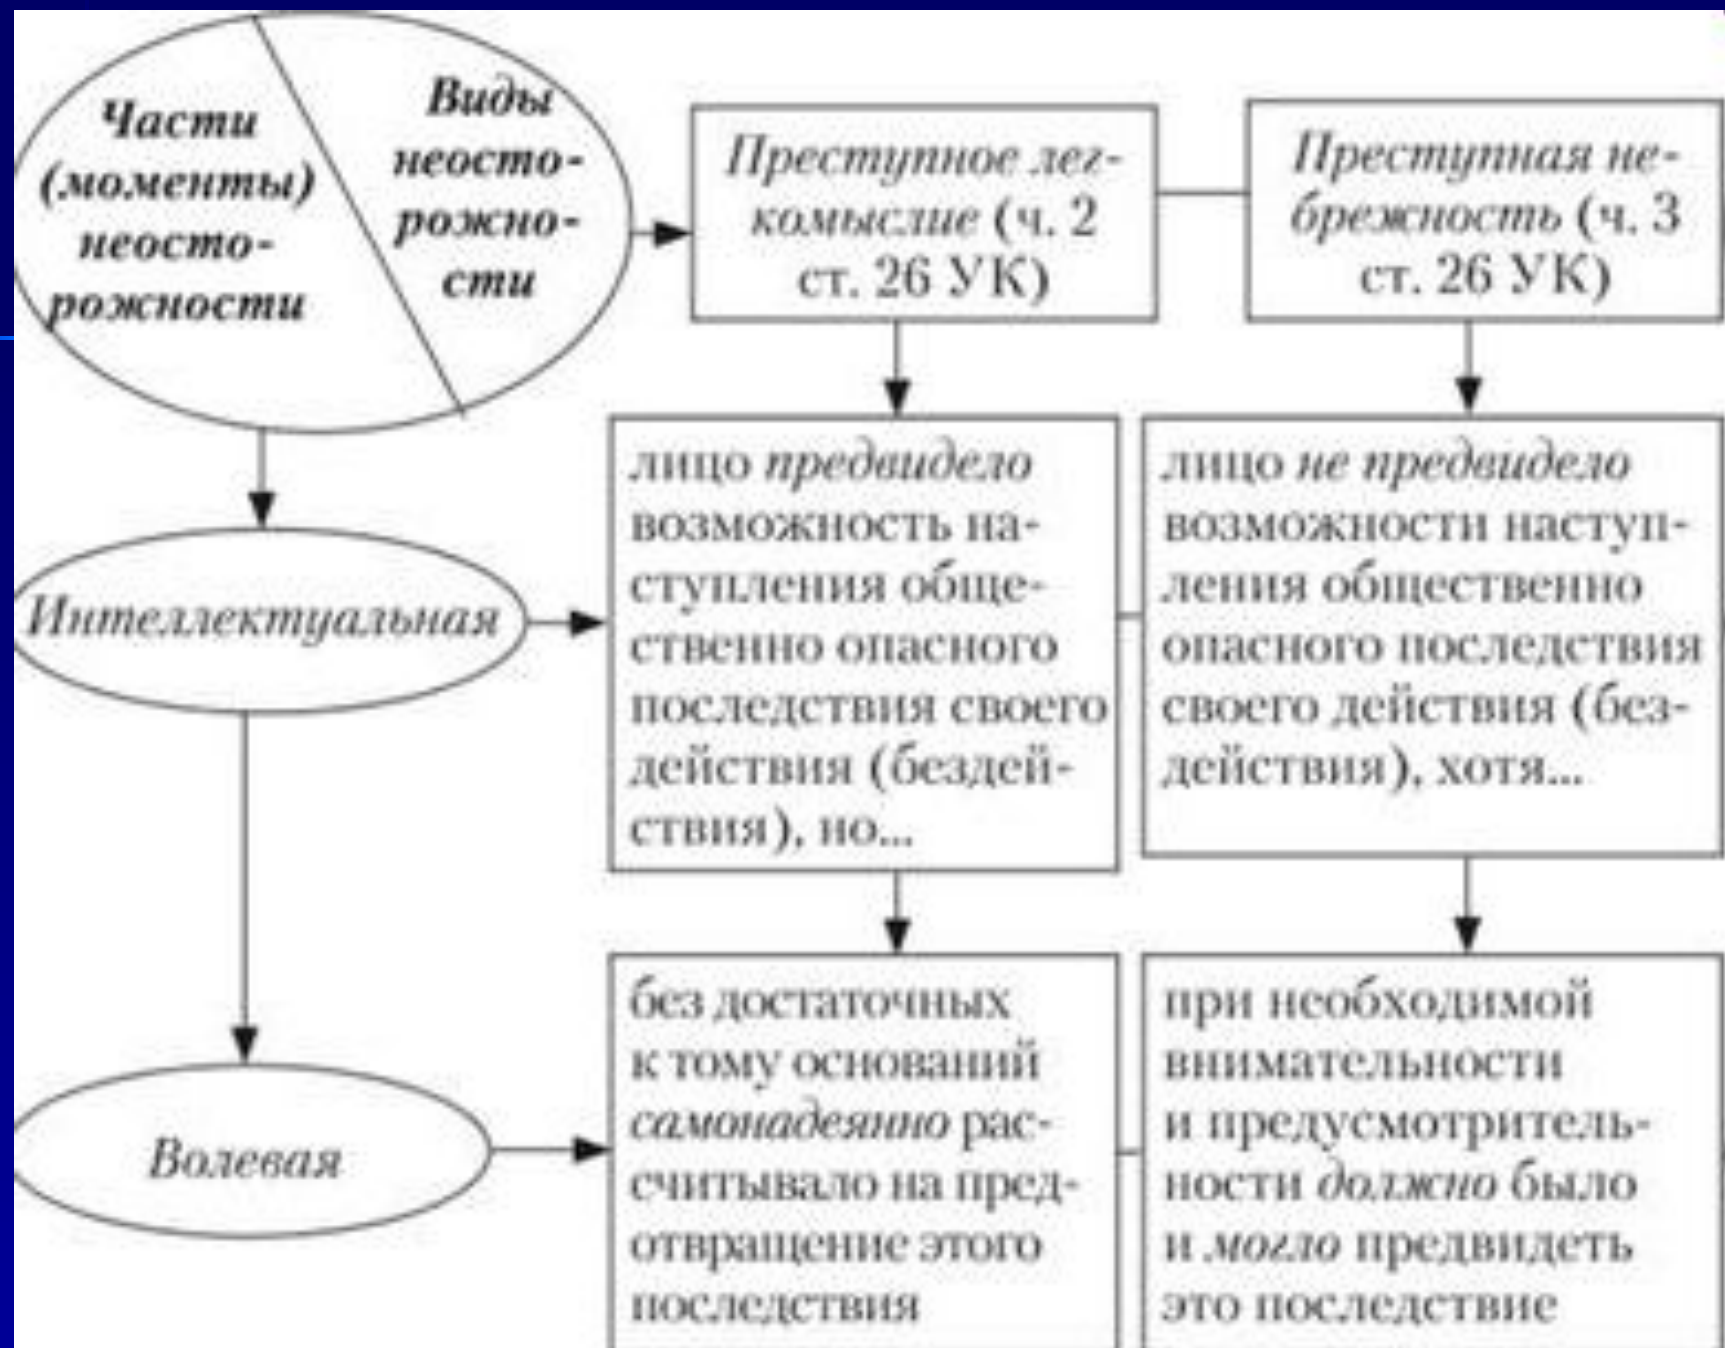 Части
(моменты)
неосто-
рожности
Виды
неосто-
рожно-
сти
Преступное лег-
комыслие (ч. 2
ст. 26 УК)
Преступная не-
брежность (ч. 3
ст. 26 УК)
Интеллектуальная
лицо предвидело
возможность на-
ступления обще-
ственно опасного
последствия своего
действия (бездей-
ствия), но...
лицо не предвидело
возможности наступ-
ления общественно
опасного последствия
своего действия (без-
действия), хотя...
Волевая
без достаточных
к тому оснований
самонадеянно рас-
считывало на пред-
отвращение этого
последствия
при необходимой
внимательности
и предусмотритель-
ности должно было
и могло предвидеть
это последствие